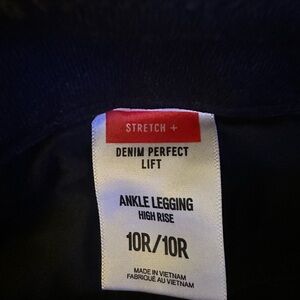 STRETCH +
DENIM PERFECT
LIFT
ANKLE LEGGING
HIGH RISE
10R/10R
MADE IN VIETNAM
FABRIQUÉ AU VIETNAM